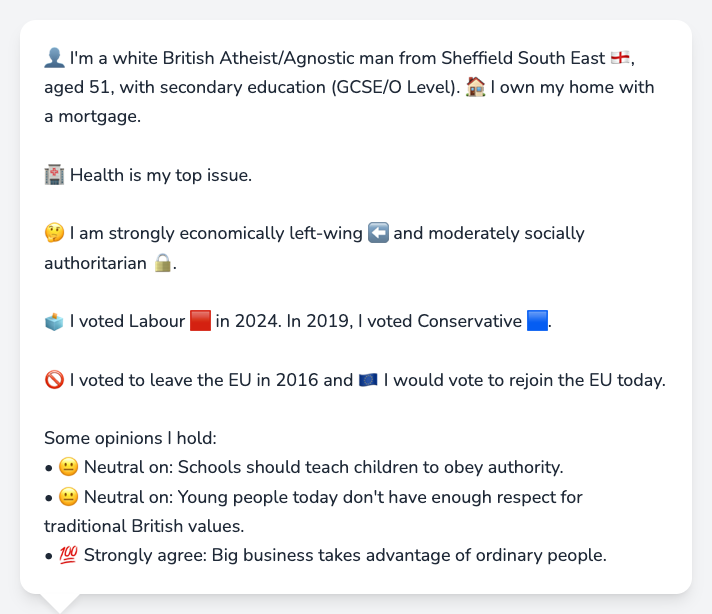 👤 I'm a white British Atheist/Agnostic man from Sheffield South East 🏴󠁧󠁢󠁥󠁮󠁧󠁿,
aged 51, with secondary education (GCSE/O Level). 🏠 I own my home with
a mortgage.
🏥 Health is my top issue.
🤔 I am strongly economically left-wing ⬅️ and moderately socially
authoritarian 🔒.
🗳️ I voted Labour 🟥 in 2024. In 2019, I voted Conservative 🟦.
🚫 I voted to leave the EU in 2016 and 🇪🇺 I would vote to rejoin the EU today.
Some opinions I hold:
• 😐 Neutral on: Schools should teach children to obey authority.
• 😐 Neutral on: Young people today don't have enough respect for
traditional British values.
• 💯 Strongly agree: Big business takes advantage of ordinary people.